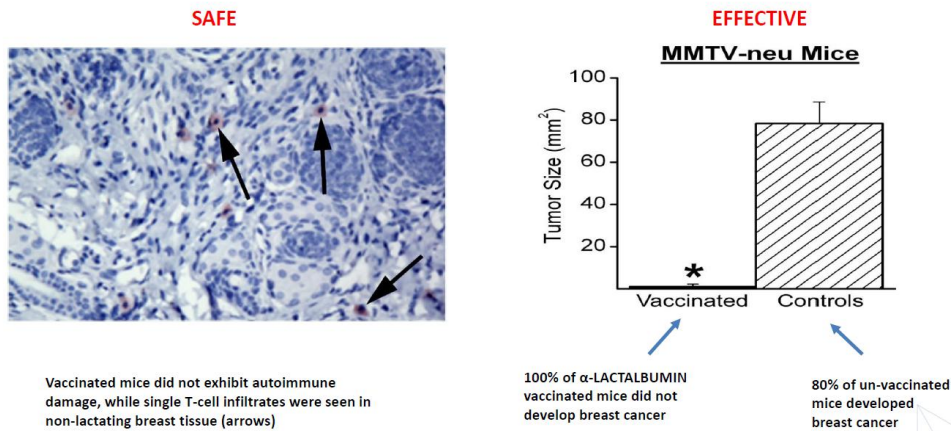 SAFE
EFFECTIVE
MMTV-neu Mice
Tumor Size (mm²)
100
80
60
40
20
*
Vaccinated
Controls
Vaccinated mice did not exhibit autoimmune
damage, while single T-cell infiltrates were seen in
non-lactating breast tissue (arrows)
100% of α-LACTALBUMIN
vaccinated mice did not
develop breast cancer
80% of un-vaccinated
mice developed
breast cancer